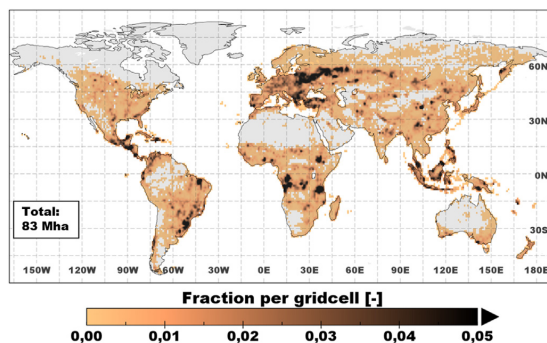 60N
30N
0N
30S
60S
Total:
83 Mha
150W 120W 90W 60W 30W 0E 30E 60E 90E 120E 150E 180E
Fraction per gridcell [-]
0,00 0,01 0,02 0,03 0,04 0,05